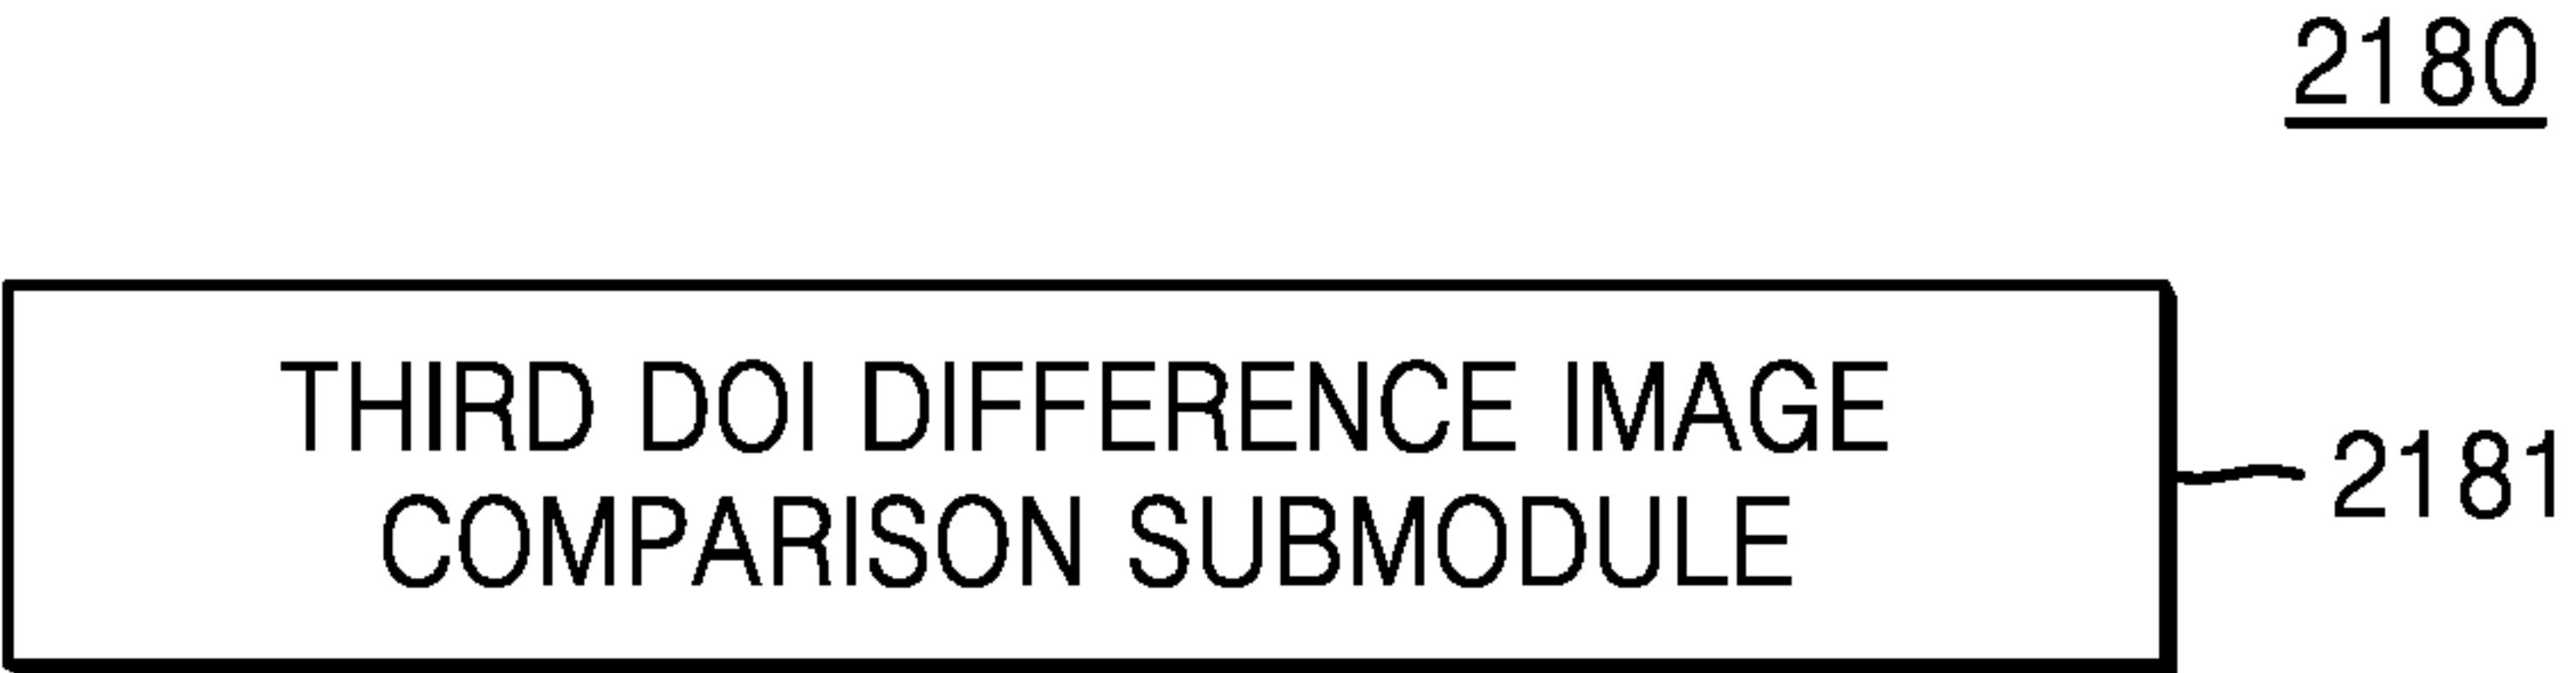 2180
THIRD DOI DIFFERENCE IMAGE
COMPARISON SUBMODULE
2181